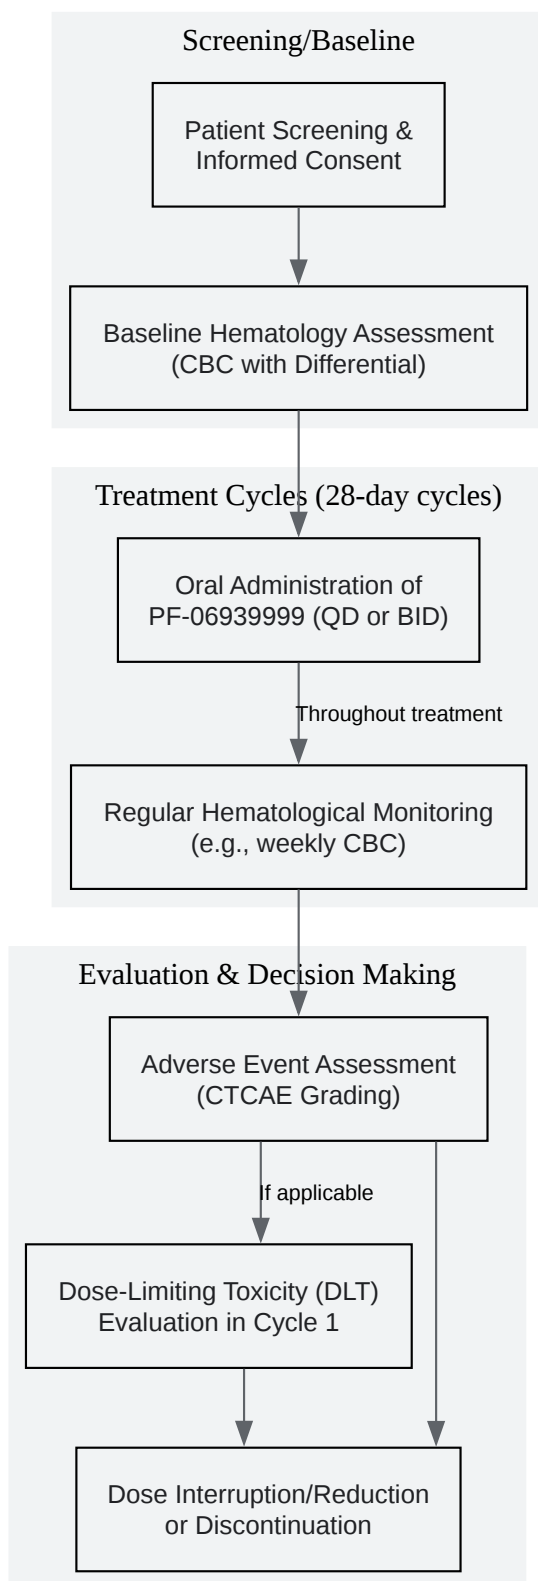 Screening/Baseline
Patient Screening &
Informed Consent
Baseline Hematology Assessment
(CBC with Differential)
Treatment Cycles (28-day cycles)
Oral Administration of
PF-06939999 (QD or BID)
Throughout treatment
Regular Hematological Monitoring
(e.g., weekly CBC)
Evaluation & Decision Making
Adverse Event Assessment
(CTCAE Grading)
If applicable
Dose-Limiting Toxicity (DLT)
Evaluation in Cycle 1
Dose Interruption/Reduction
or Discontinuation